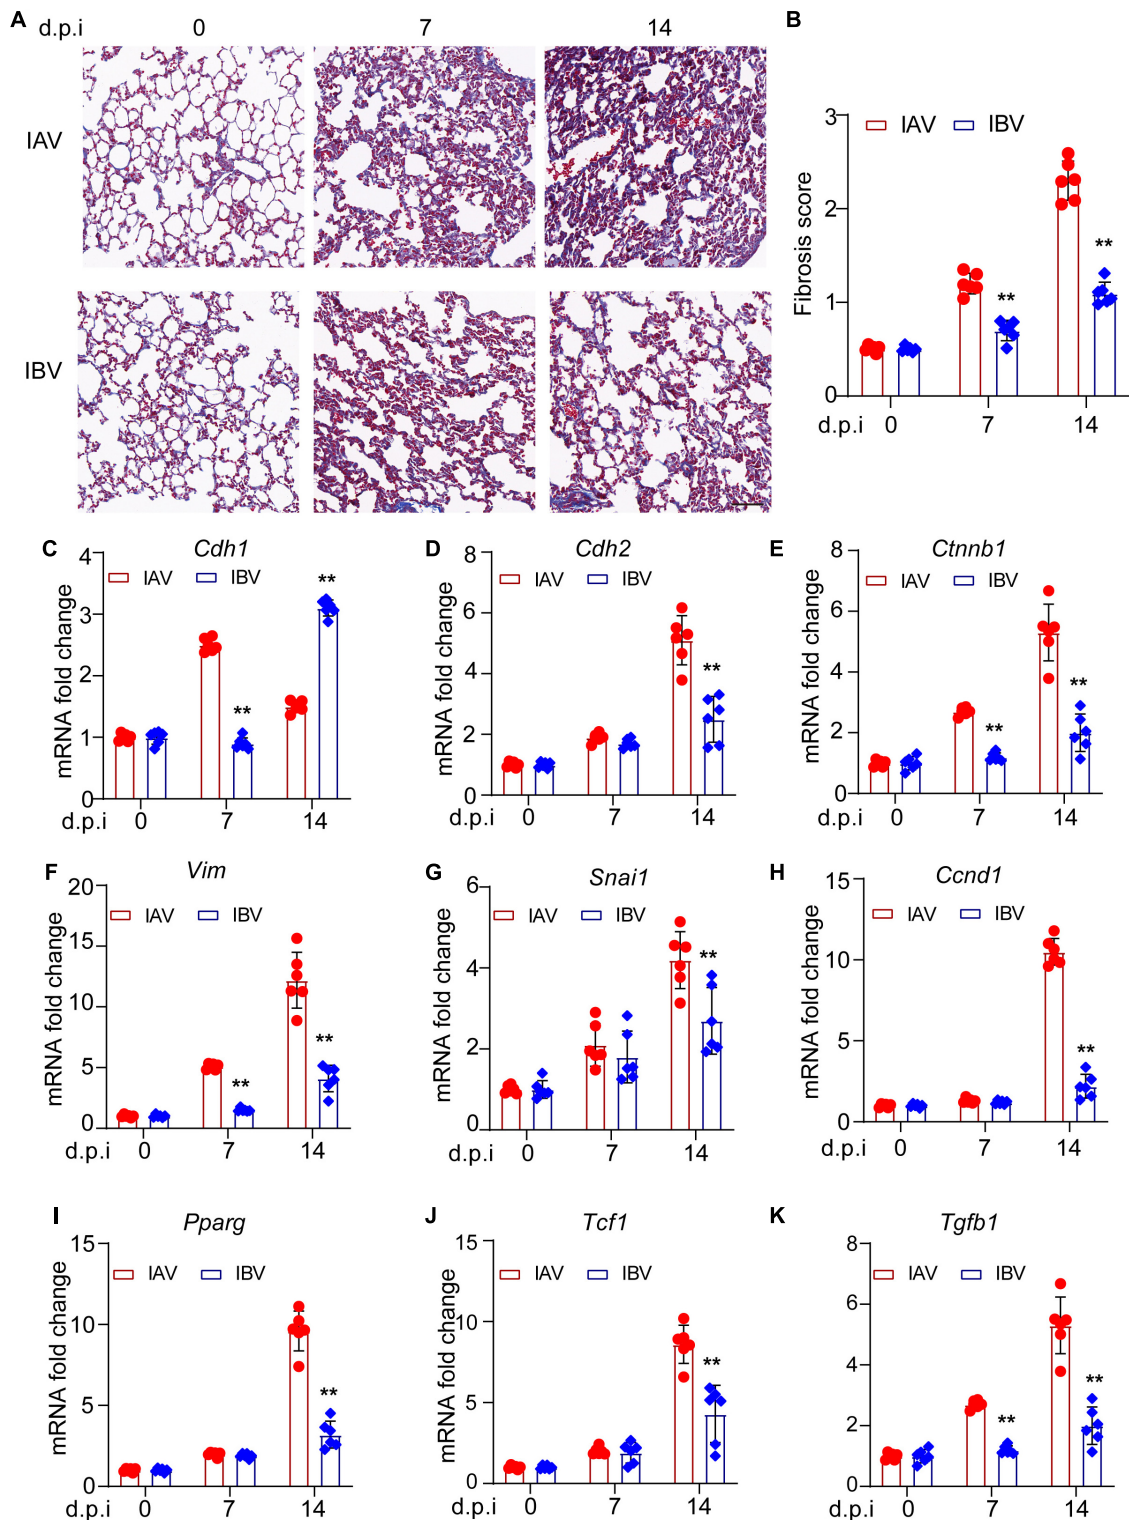 A d.p.i 0 7 14
IAV
IBV
B
IAV IBV
Fibrosis score
3
2
1
0
** **
d.p.i 0 7 14
C Cdh1
IAV IBV
mRNA fold change
4
3
2
1
0
** **
d.p.i 0 7 14
D Cdh2
IAV IBV
mRNA fold change
8
6
4
2
0
**
d.p.i 0 7 14
E Ctnnb1
IAV IBV
mRNA fold change
8
6
4
2
0
** **
d.p.i 0 7 14
F Vim
IAV IBV
mRNA fold change
20
15
10
5
0
** **
d.p.i 0 7 14
G Snai1
IAV IBV
mRNA fold change
6
4
2
0
**
d.p.i 0 7 14
H Ccnd1
IAV IBV
mRNA fold change
15
10
5
0
**
d.p.i 0 7 14
I Pparg
IAV IBV
mRNA fold change
15
10
5
0
**
d.p.i 0 7 14
J Tcf1
IAV IBV
mRNA fold change
15
10
5
0
**
d.p.i 0 7 14
K Tgfb1
IAV IBV
mRNA fold change
8
6
4
2
0
** **
d.p.i 0 7 14